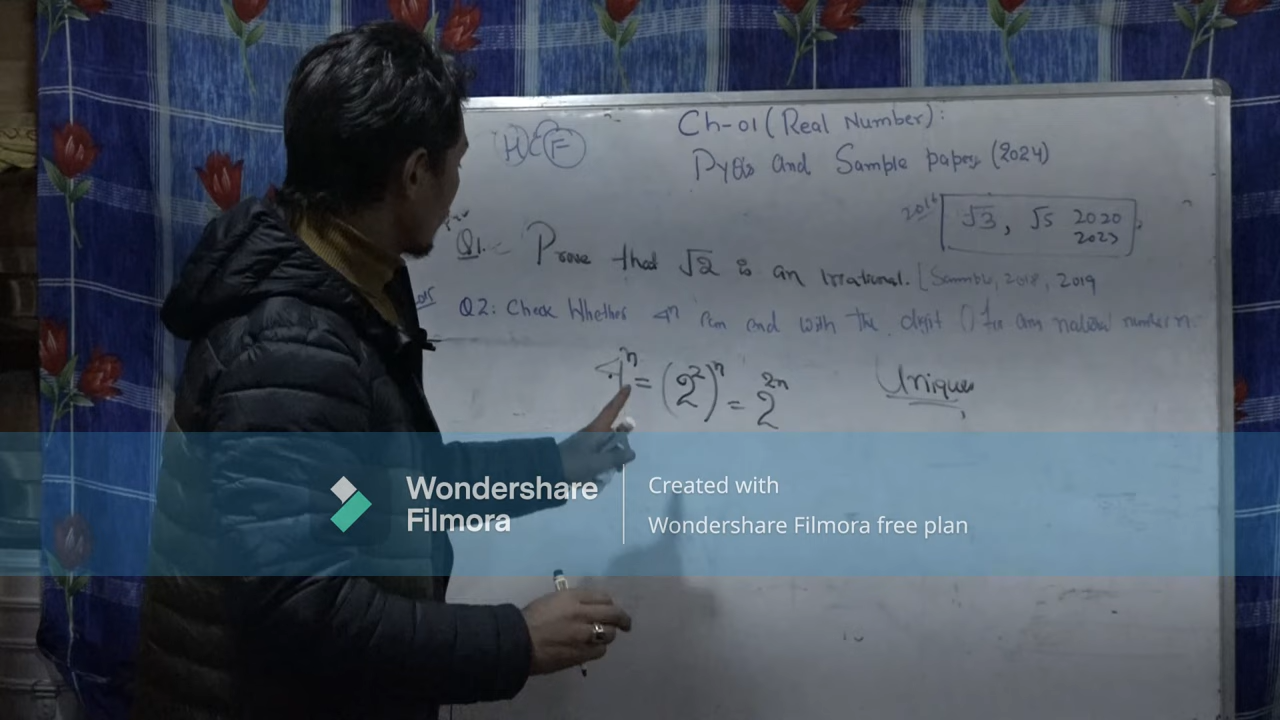 Ch-01 (Real Number):
HCF
PYQs and Sample papers (2024)
2016
√3, √5 2020
2023
Q1. Prove that √2 is an Irrational. [Sample, 2018, 2019
2015
Q2: Check Whether 4ⁿ can end with the digit 0 for any natural number n.
4ⁿ = (2²)ⁿ = 2²ⁿ
Unique
Wondershare
Filmora
Created with
Wondershare Filmora free plan